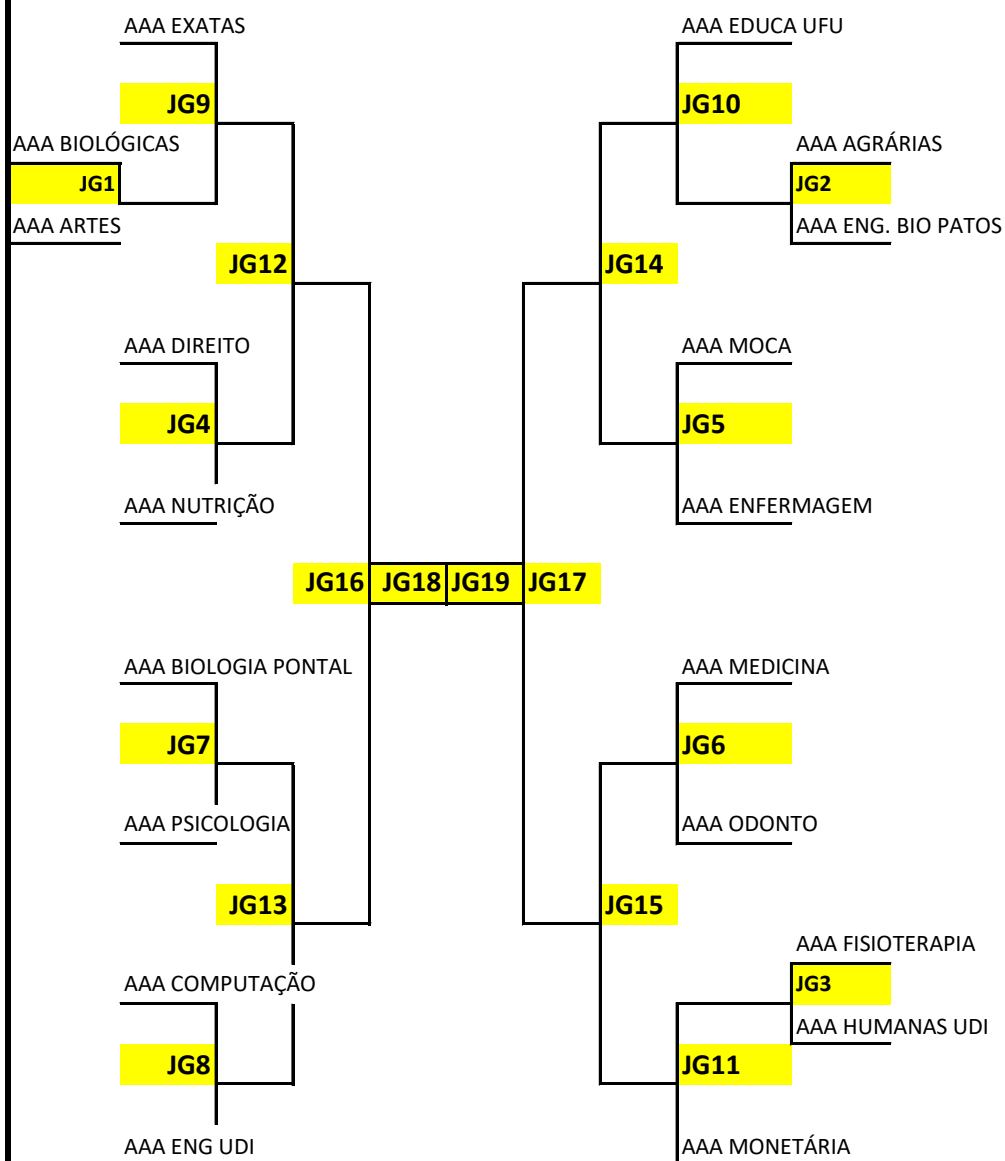 AAA EXATAS
AAA EDUCA UFU
JG9
JG10
AAA BIOLÓGICAS
AAA AGRÁRIAS
JG1
JG2
AAA ARTES
AAA ENG. BIO PATOS
JG12
JG14
AAA DIREITO
AAA MOCA
JG4
JG5
AAA NUTRIÇÃO
AAA ENFERMAGEM
JG16
JG18
JG19
JG17
AAA BIOLOGIA PONTAL
AAA MEDICINA
JG7
JG6
AAA PSICOLOGIA
AAA ODONTO
JG13
JG15
AAA FISIOTERAPIA
AAA COMPUTAÇÃO
JG3
AAA HUMANAS UDI
JG8
JG11
AAA ENG UDI
AAA MONETÁRIA